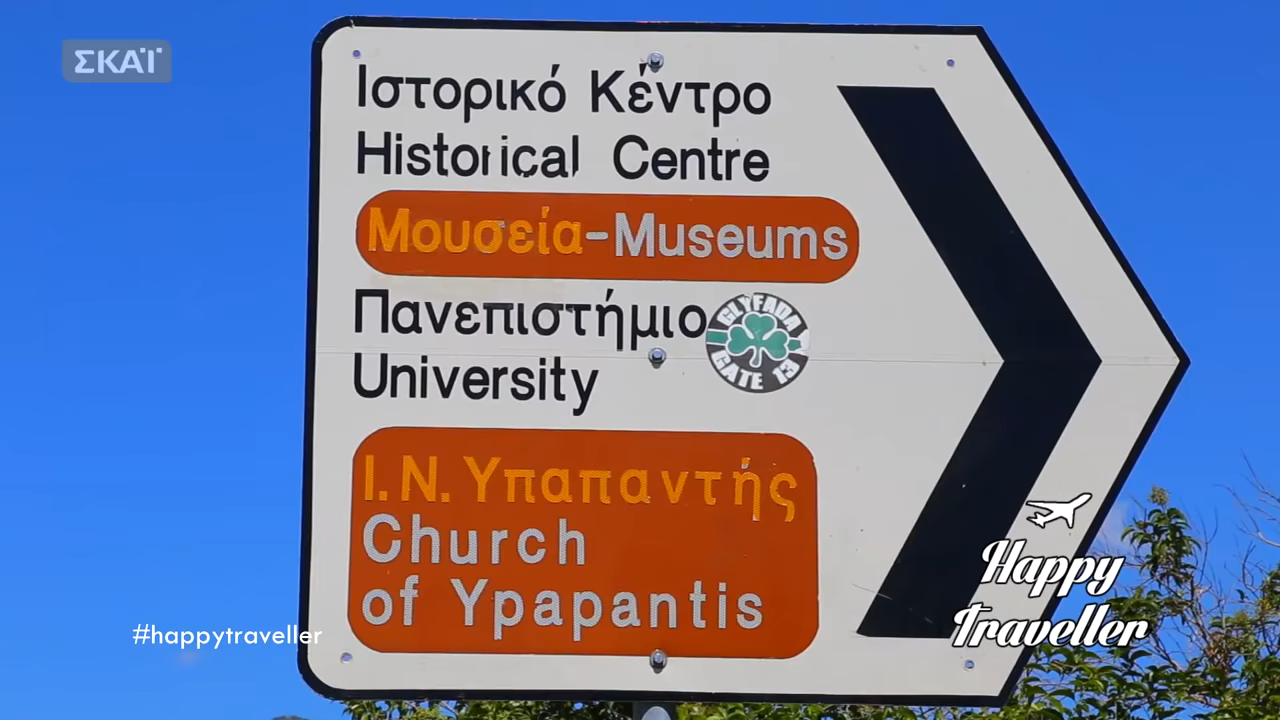 ΣΚΑΪ
Ιστορικό Κέντρο
Historical Centre
Μουσεία-Museums
Πανεπιστήμιο
University
GLYFADA
GATE 13
Ι.Ν. Υπαπαντής
Church
of Ypapantis
Happy
Traveller
#happytraveller